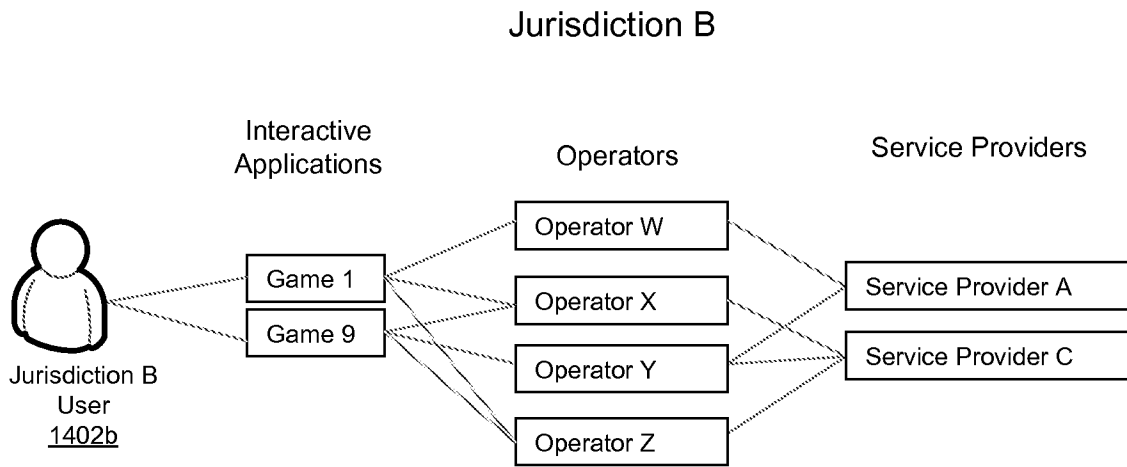 Jurisdiction B
Interactive
Applications
Operators
Service Providers
Operator W
Game 1
Service Provider A
Operator X
Game 9
Service Provider C
Operator Y
Jurisdiction B
User
1402b
Operator Z